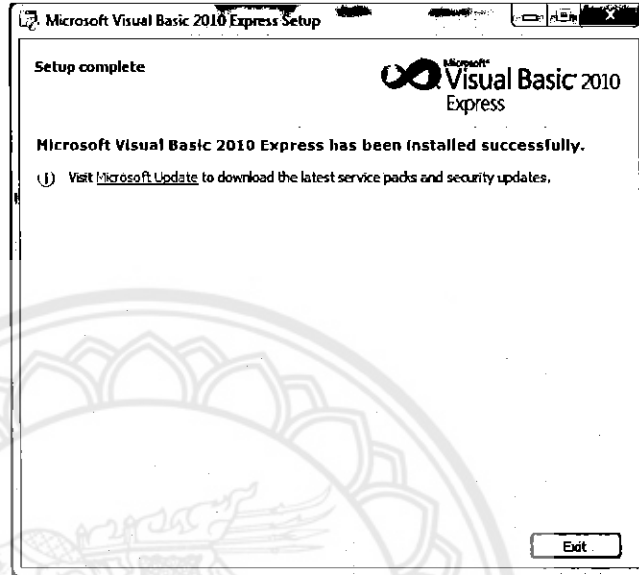 Microsoft Visual Basic 2010 Express Setup
Setup complete
Microsoft®
Visual Basic 2010
Express
Microsoft Visual Basic 2010 Express has been installed successfully.
Visit Microsoft Update to download the latest service packs and security updates.
Exit